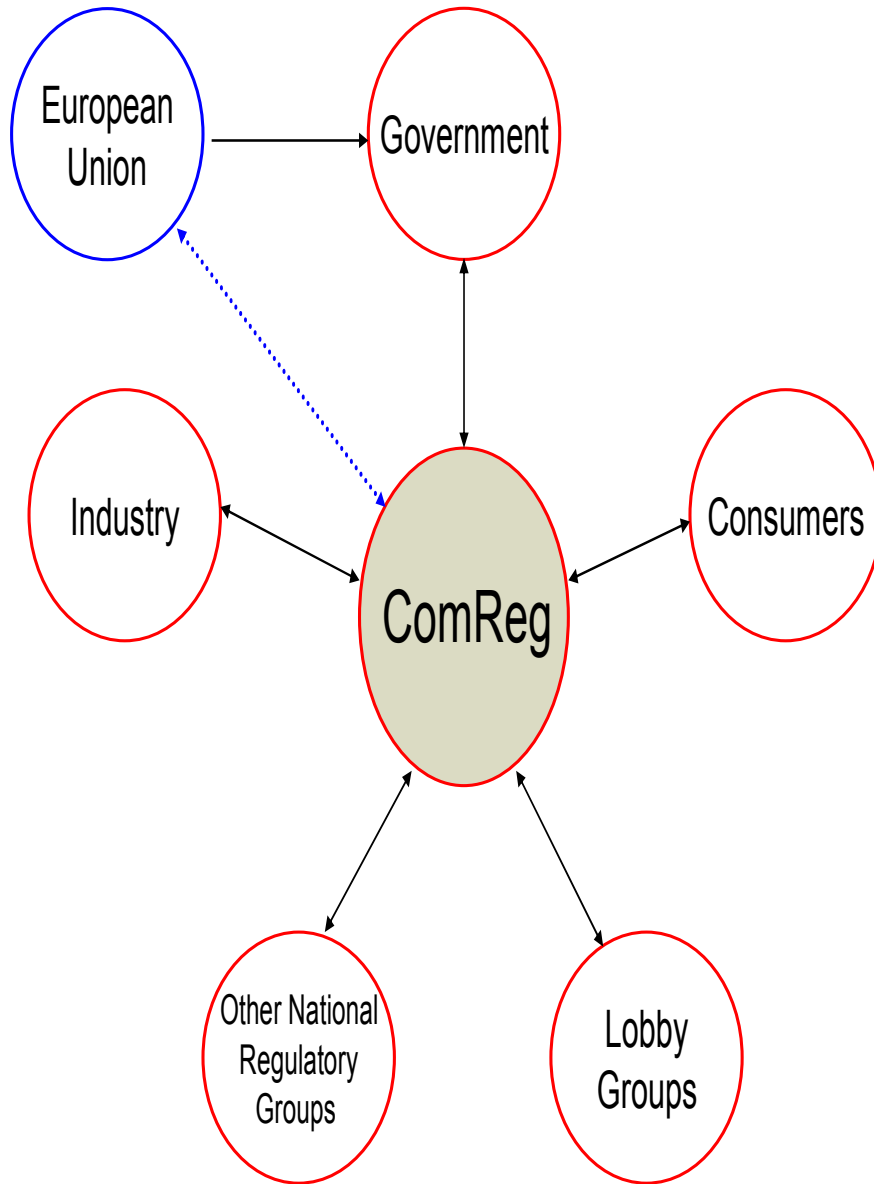 European
Union
Government
Industry
Consumers
ComReg
Other National
Regulatory
Groups
Lobby
Groups